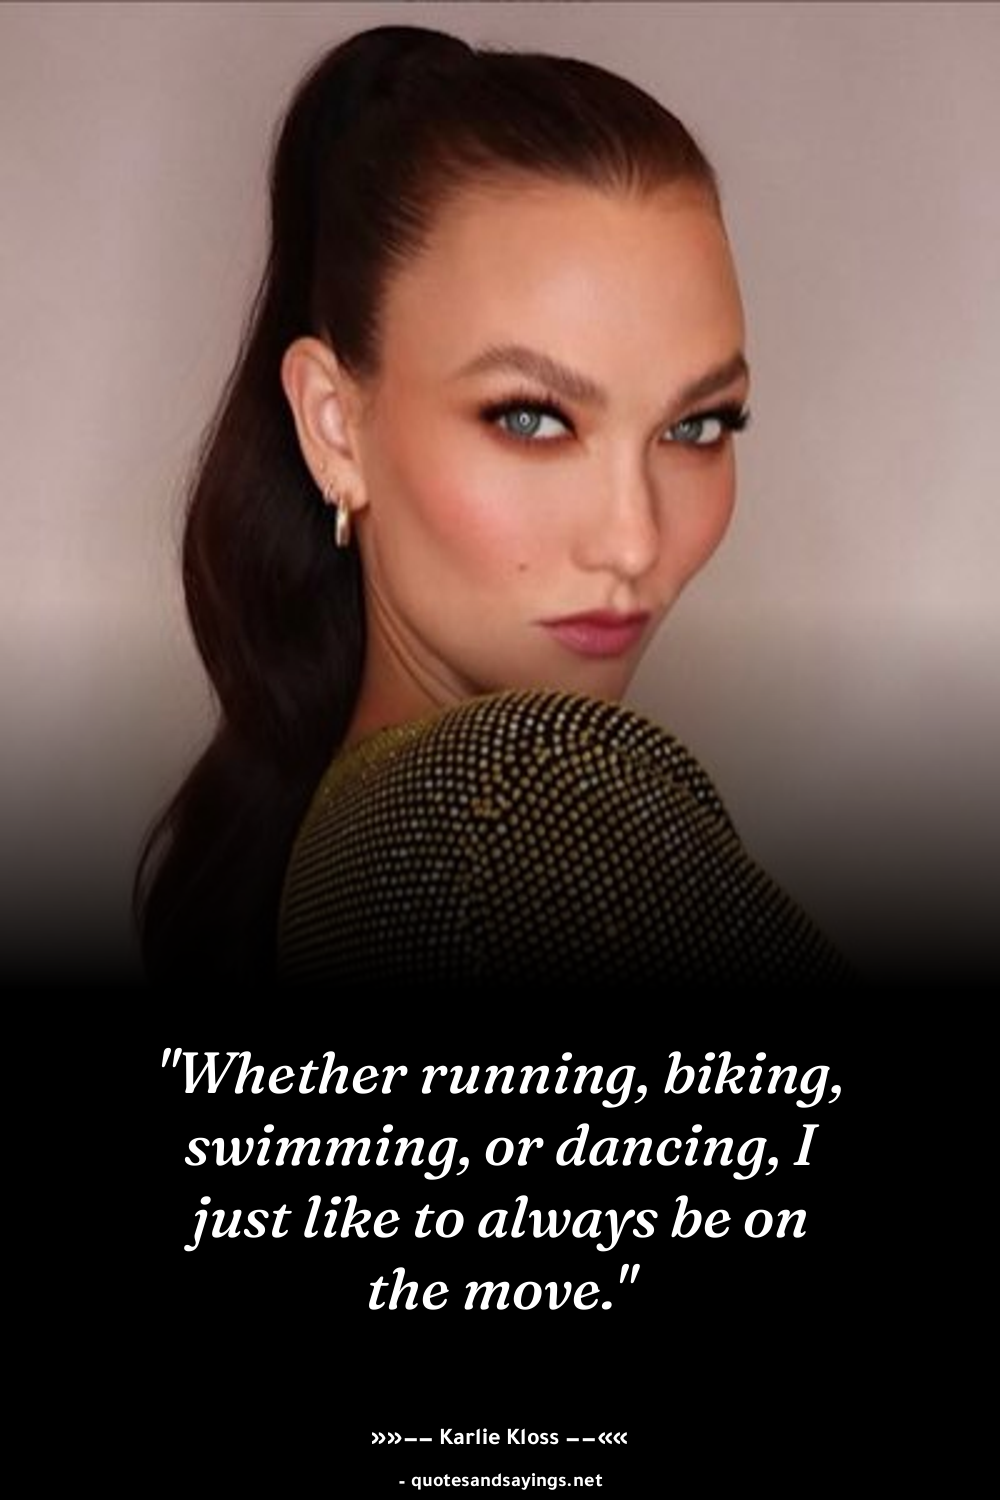 "Whether running, biking,
swimming, or dancing, I
just like to always be on
the move."
»»−− Karlie Kloss −−««
- quotesandsayings.net